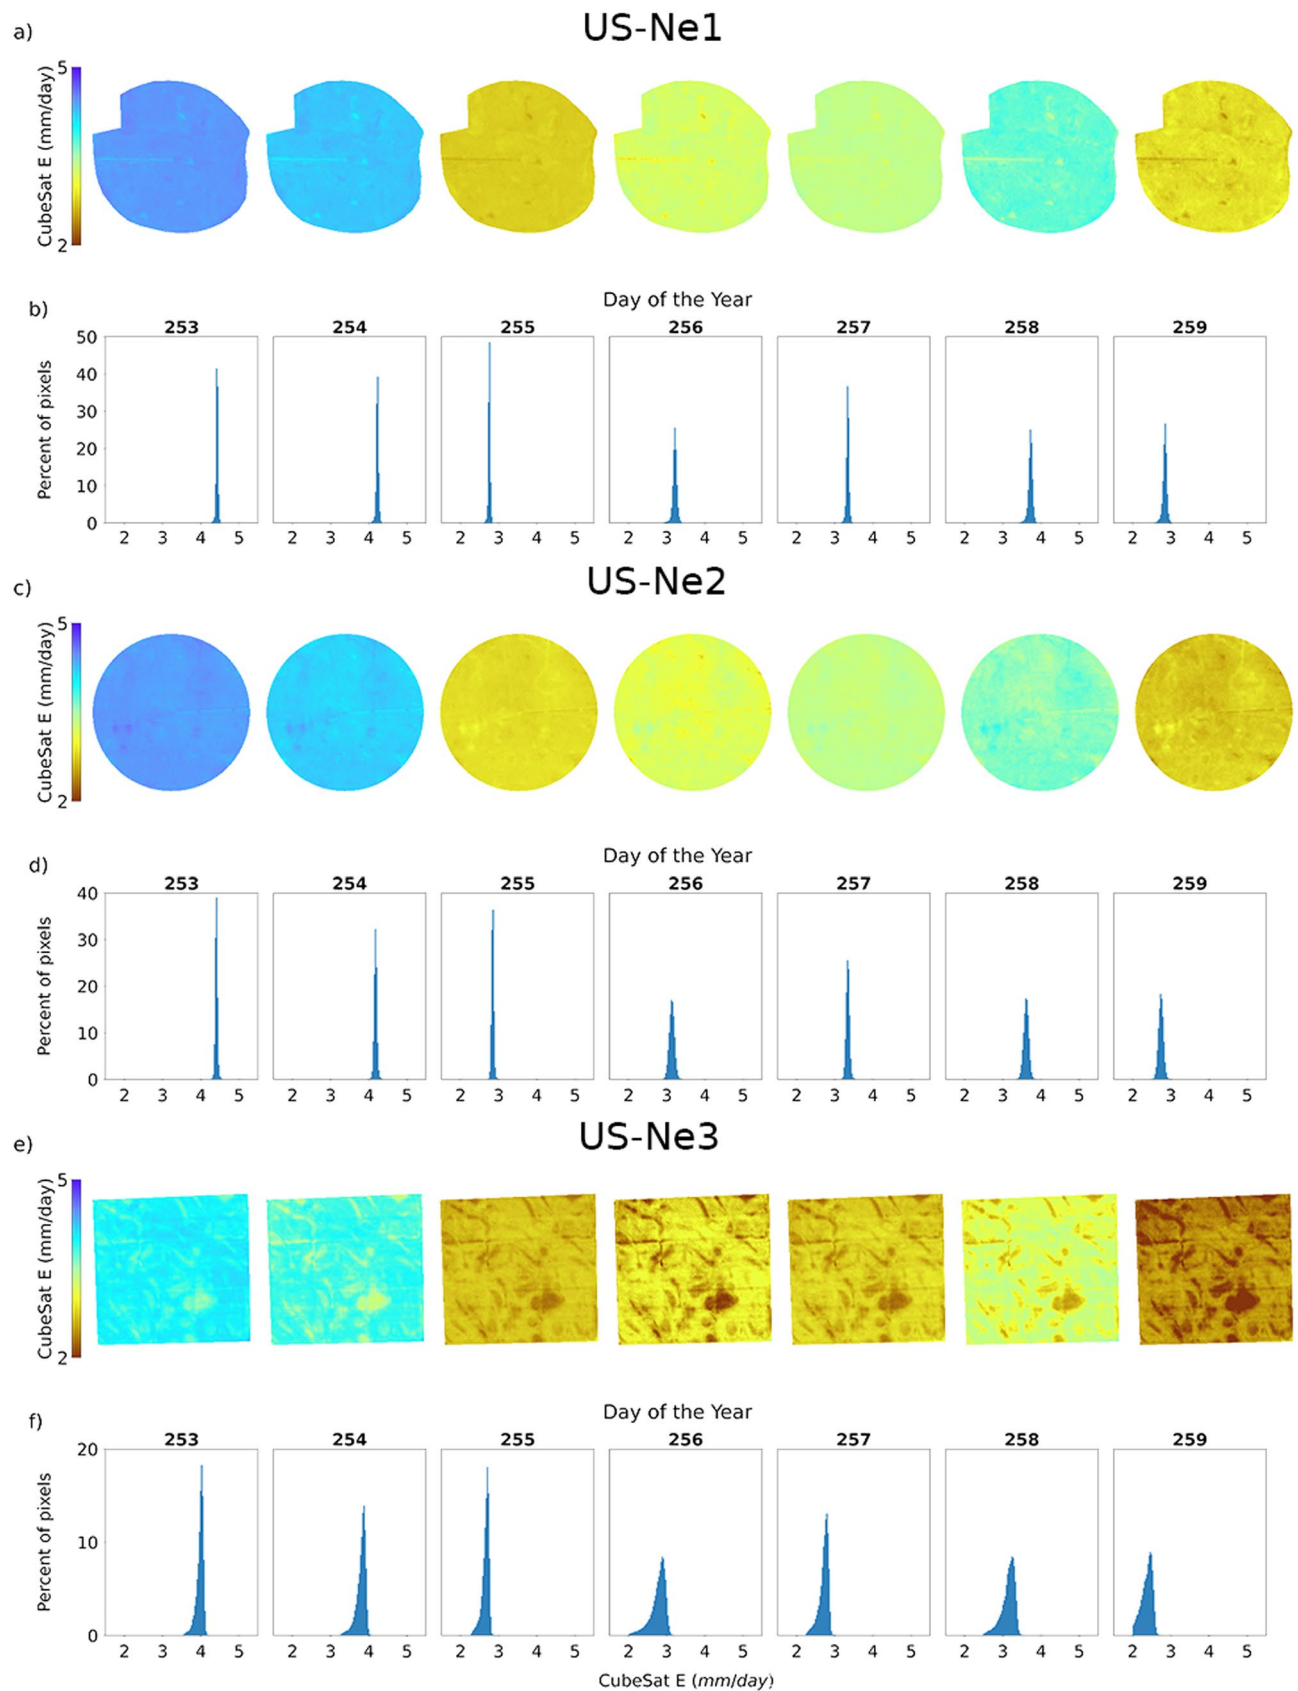 a)
US-Ne1
CubeSat E (mm/day)
5
2
b)
Day of the Year
253 254 255 256 257 258 259
Percent of pixels
50
40
30
20
10
0
2 3 4 5 2 3 4 5 2 3 4 5 2 3 4 5 2 3 4 5 2 3 4 5 2 3 4 5
c)
US-Ne2
CubeSat E (mm/day)
5
2
d)
Day of the Year
253 254 255 256 257 258 259
Percent of pixels
40
30
20
10
0
2 3 4 5 2 3 4 5 2 3 4 5 2 3 4 5 2 3 4 5 2 3 4 5 2 3 4 5
e)
US-Ne3
CubeSat E (mm/day)
5
2
f)
Day of the Year
253 254 255 256 257 258 259
Percent of pixels
20
10
0
2 3 4 5 2 3 4 5 2 3 4 5 2 3 4 5 2 3 4 5 2 3 4 5 2 3 4 5
CubeSat E (mm/day)